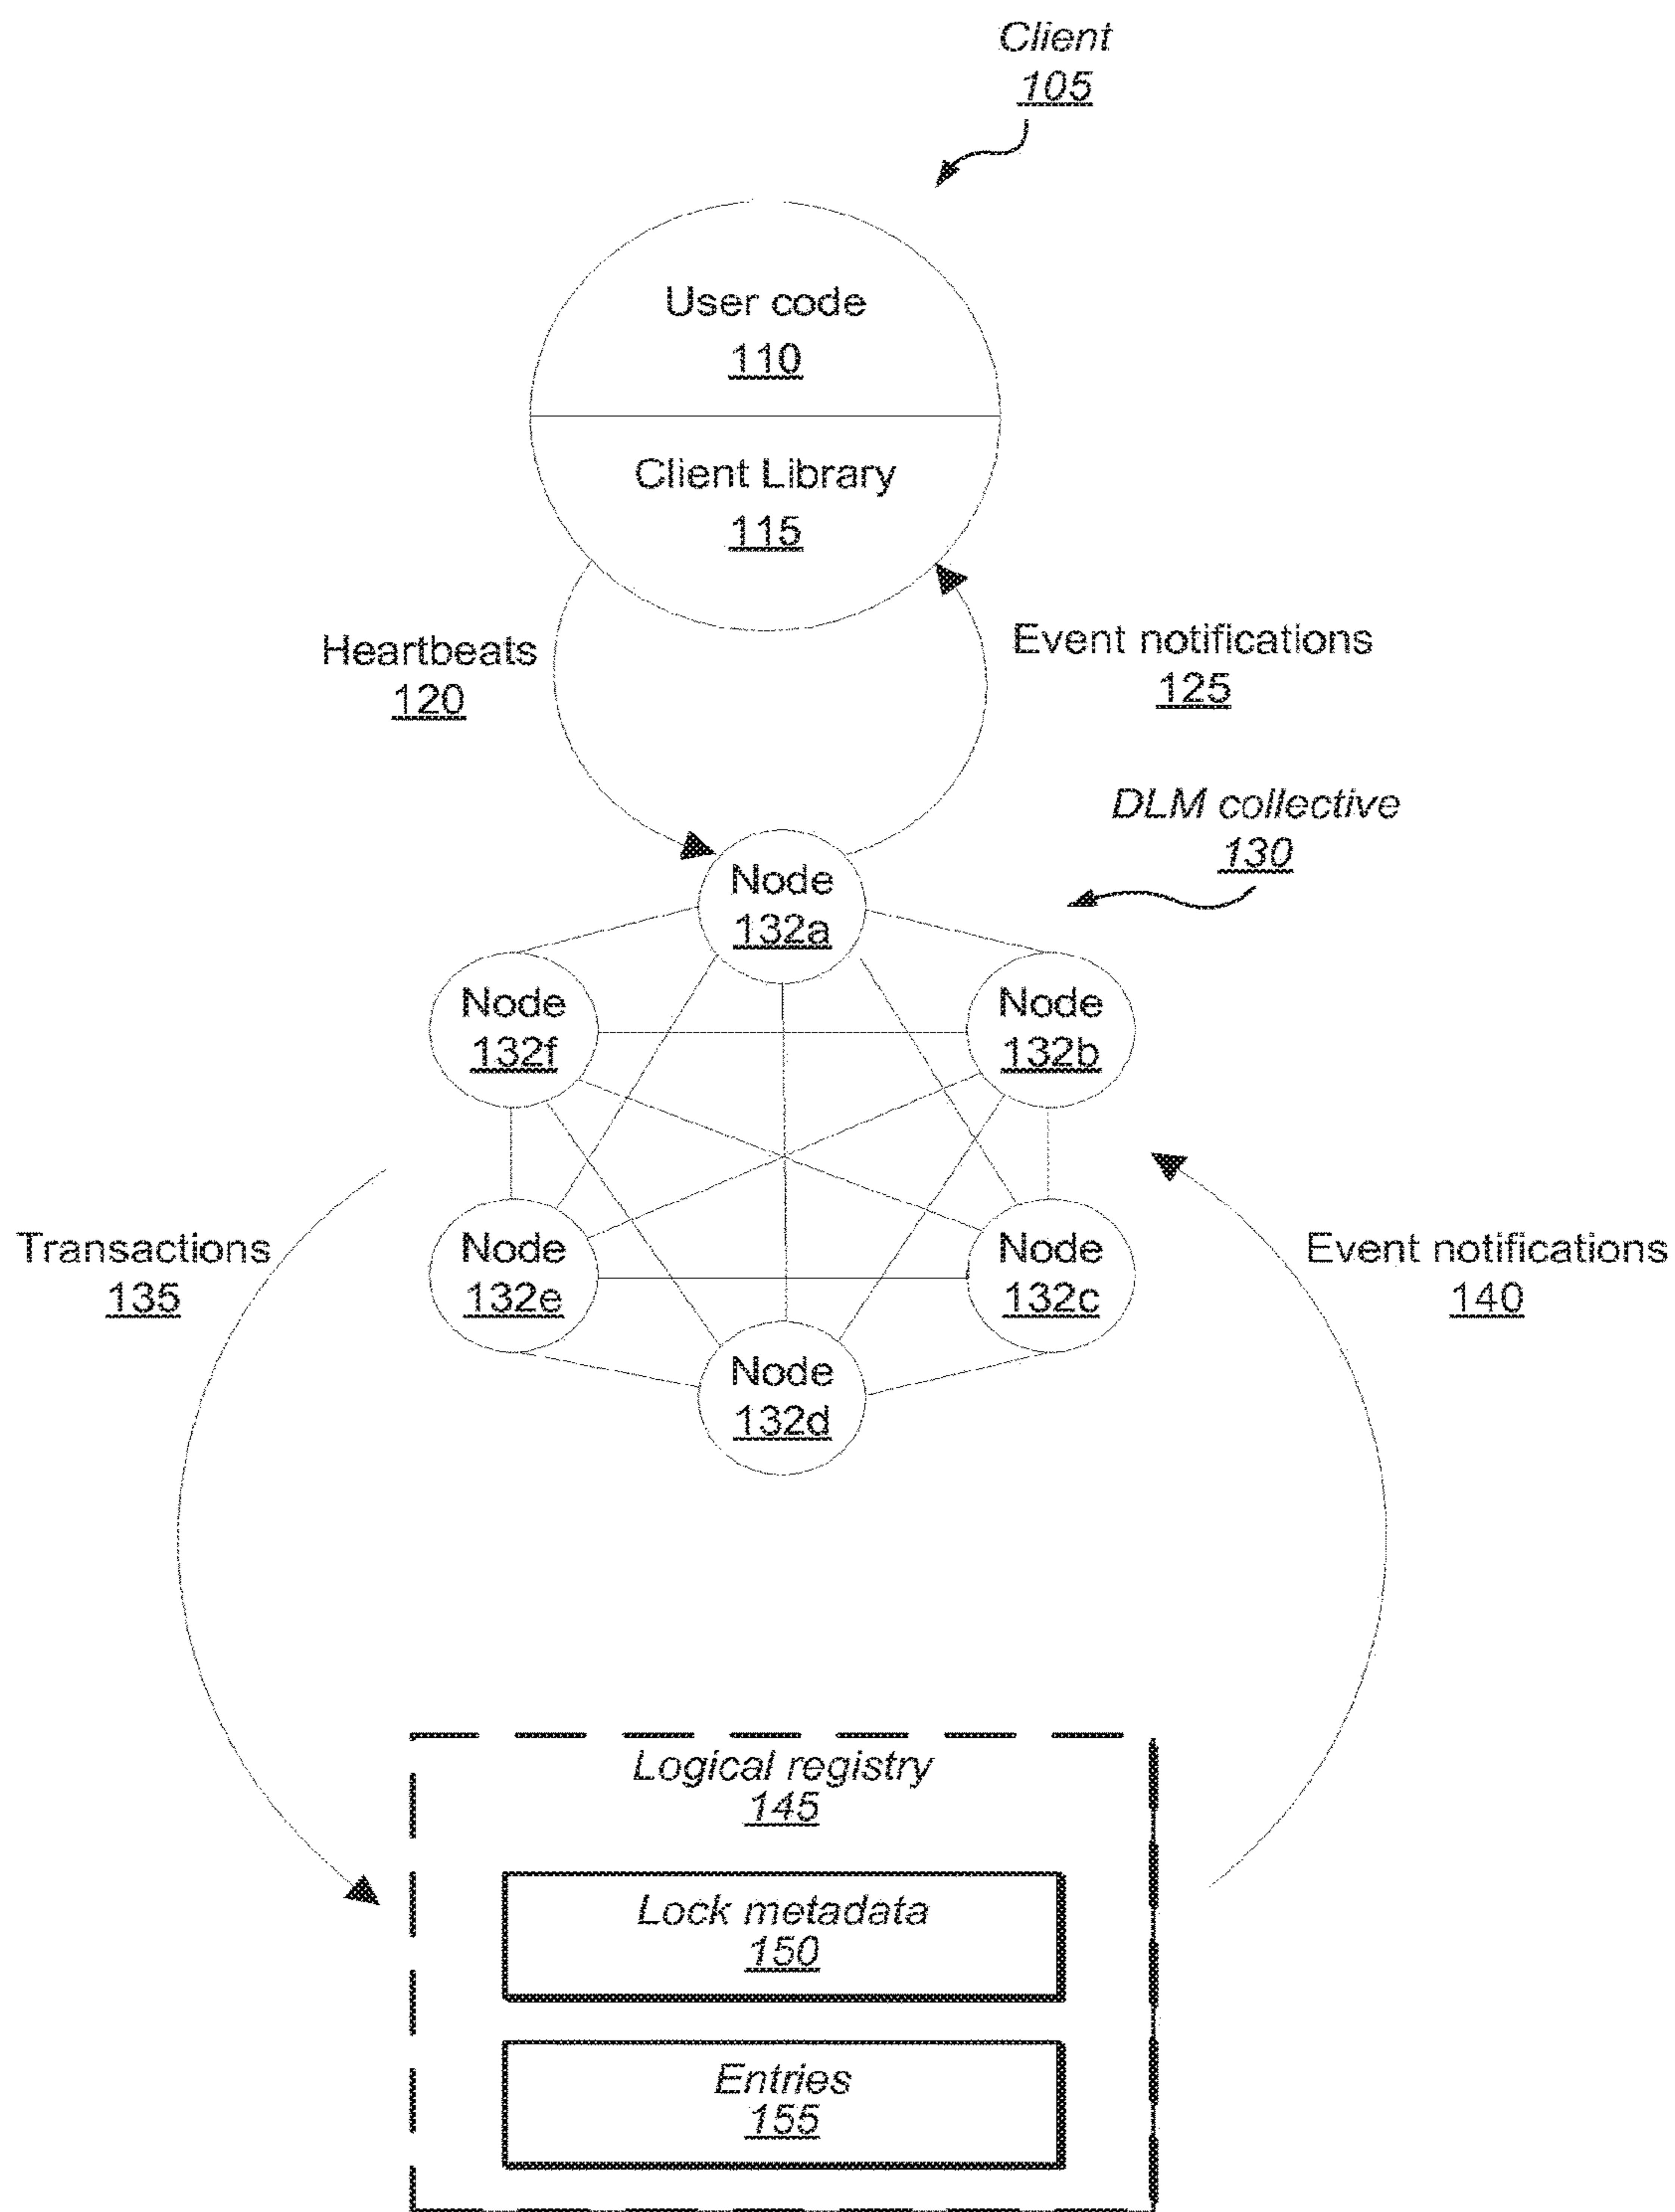 Client
105
User code
110
Client Library
115
Heartbeats
120
Event notifications
125
DLM collective
130
Node
132a
Node
132f
Node
132b
Transactions
135
Node
132e
Node
132c
Event notifications
140
Node
132d
Logical registry
145
Lock metadata
150
Entries
155